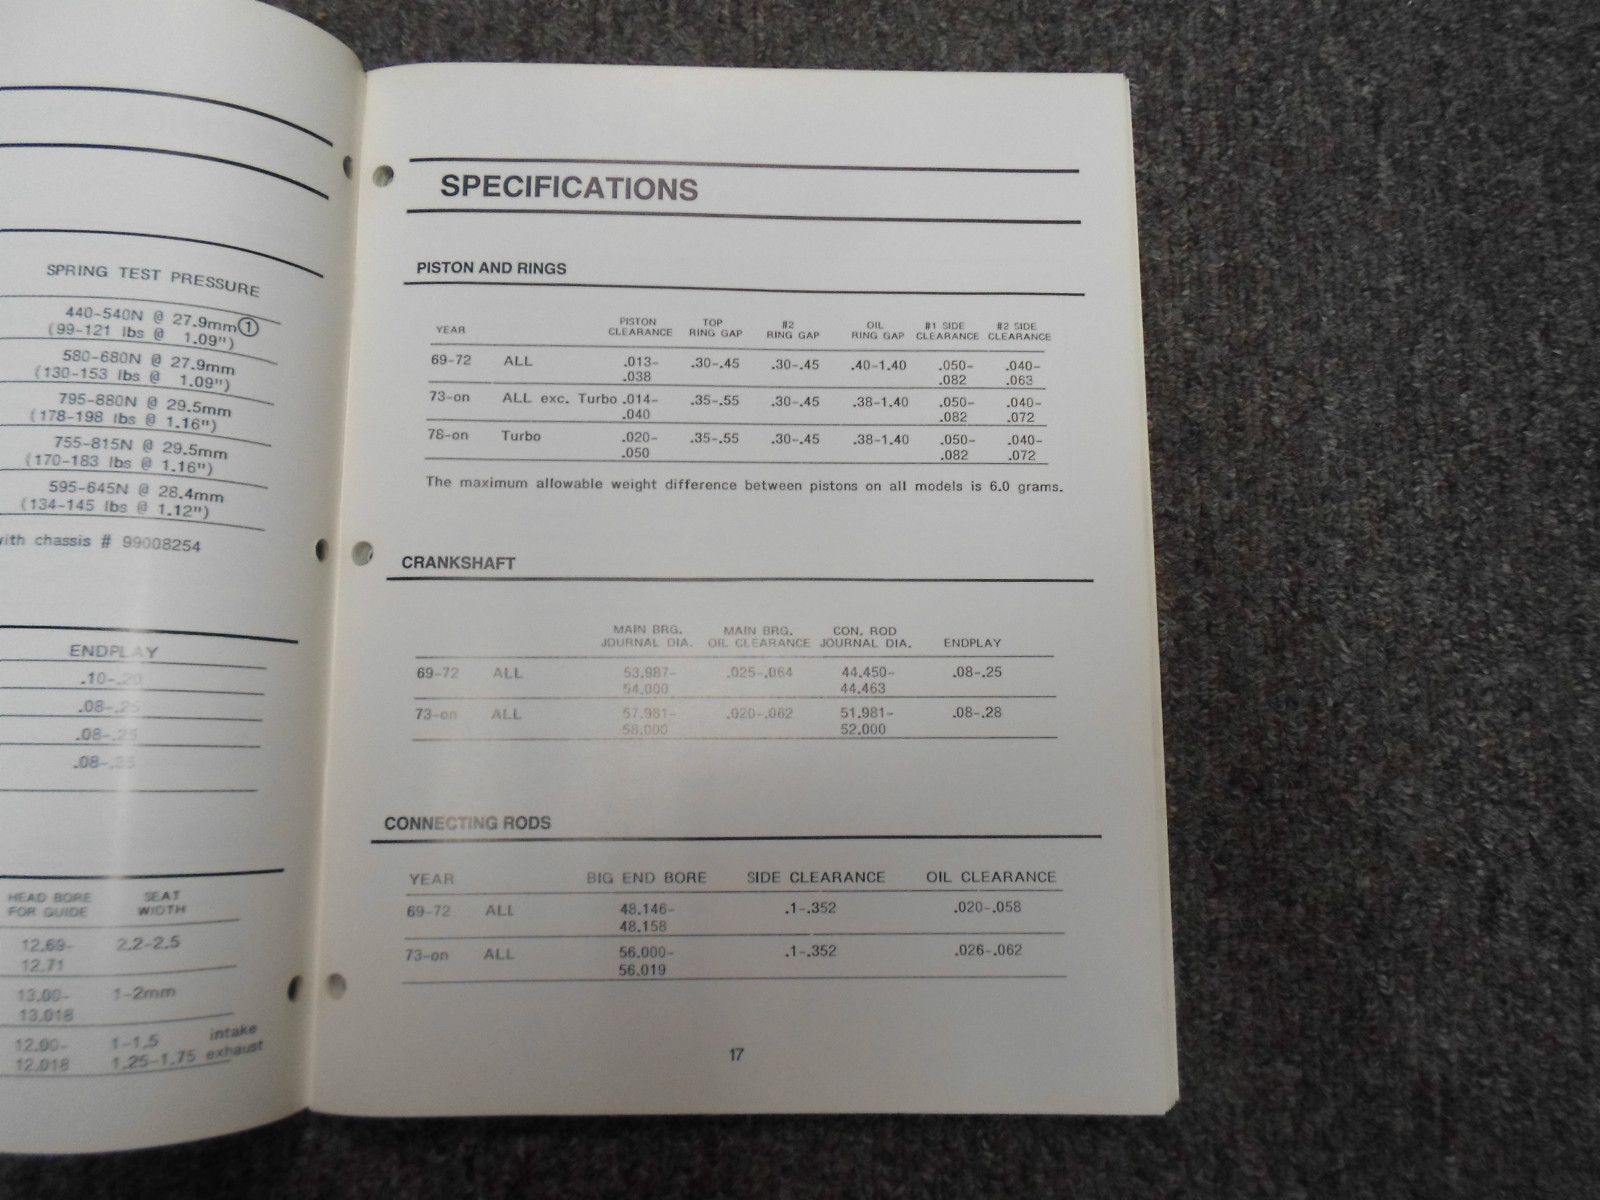 SPRING TEST PRESSURE
440-540N @ 27.9mm①
(99-121 lbs @ 1.09")
580-680N @ 27.9mm
(130-153 lbs @ 1.09")
795-880N @ 29.5mm
(178-198 lbs @ 1.16")
755-815N @ 29.5mm
(170-183 lbs @ 1.16")
595-645N @ 28.4mm
(134-145 lbs @ 1.12")
with chassis # 99008254
ENDPLAY
.10-.20
.08-.25
.08-.25
.08-.35
HEAD BORE SEAT
FOR GUIDE WIDTH
12.69- 2.2-2.5
12.71
13.00- 1-2mm
13.018
12.00- 1-1.5 intake
12.018 1.25-1.75 exhaust
SPECIFICATIONS
PISTON AND RINGS
PISTON TOP #2 OIL #1 SIDE #2 SIDE
YEAR CLEARANCE RING GAP RING GAP RING GAP CLEARANCE CLEARANCE
69-72 ALL .013- .30-.45 .30-.45 .40-1.40 .050- .040-
.038 .082 .063
73-on ALL exc. Turbo .014- .35-.55 .30-.45 .38-1.40 .050- .040-
.040 .082 .072
78-on Turbo .020- .35-.55 .30-.45 .38-1.40 .050- .040-
.050 .082 .072
The maximum allowable weight difference between pistons on all models is 6.0 grams.
CRANKSHAFT
MAIN BRG. MAIN BRG. CON. ROD
JOURNAL DIA. OIL CLEARANCE JOURNAL DIA. ENDPLAY
69-72 ALL 53.987- .025-.064 44.450- .08-.25
54.000 44.463
73-on ALL 57.981- .020-.062 51.981- .08-.28
58.000 52.000
CONNECTING RODS
YEAR BIG END BORE SIDE CLEARANCE OIL CLEARANCE
69-72 ALL 48.146- .1-.352 .020-.058
48.158
73-on ALL 56.000- .1-.352 .026-.062
56.019
17